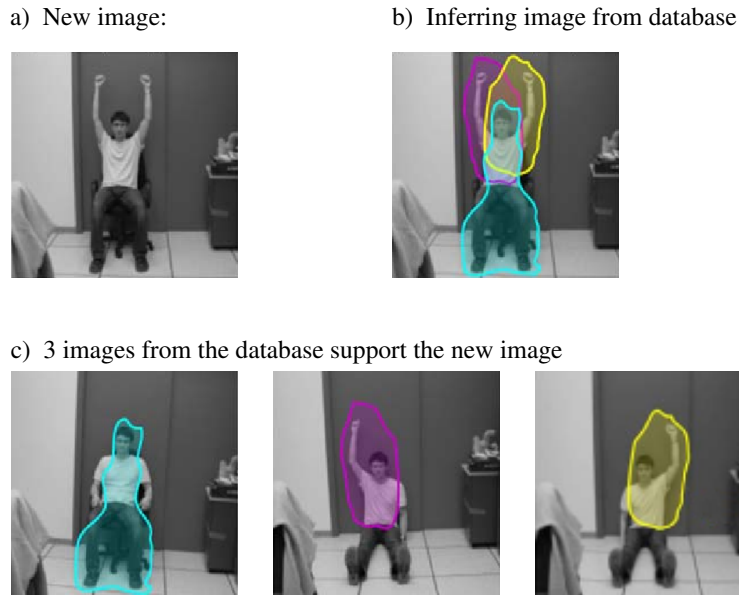 a) New image:
b) Inferring image from database
c) 3 images from the database support the new image